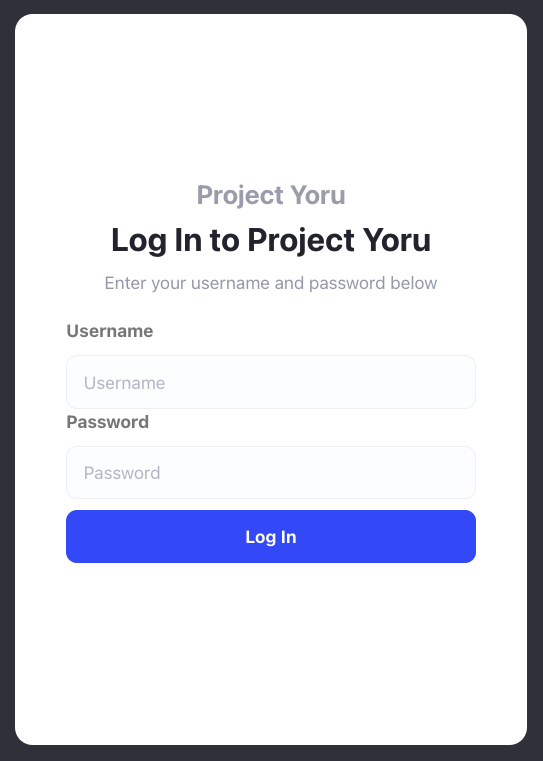 Project Yoru
Log In to Project Yoru
Enter your username and password below
Username
Username
Password
Password
Log In